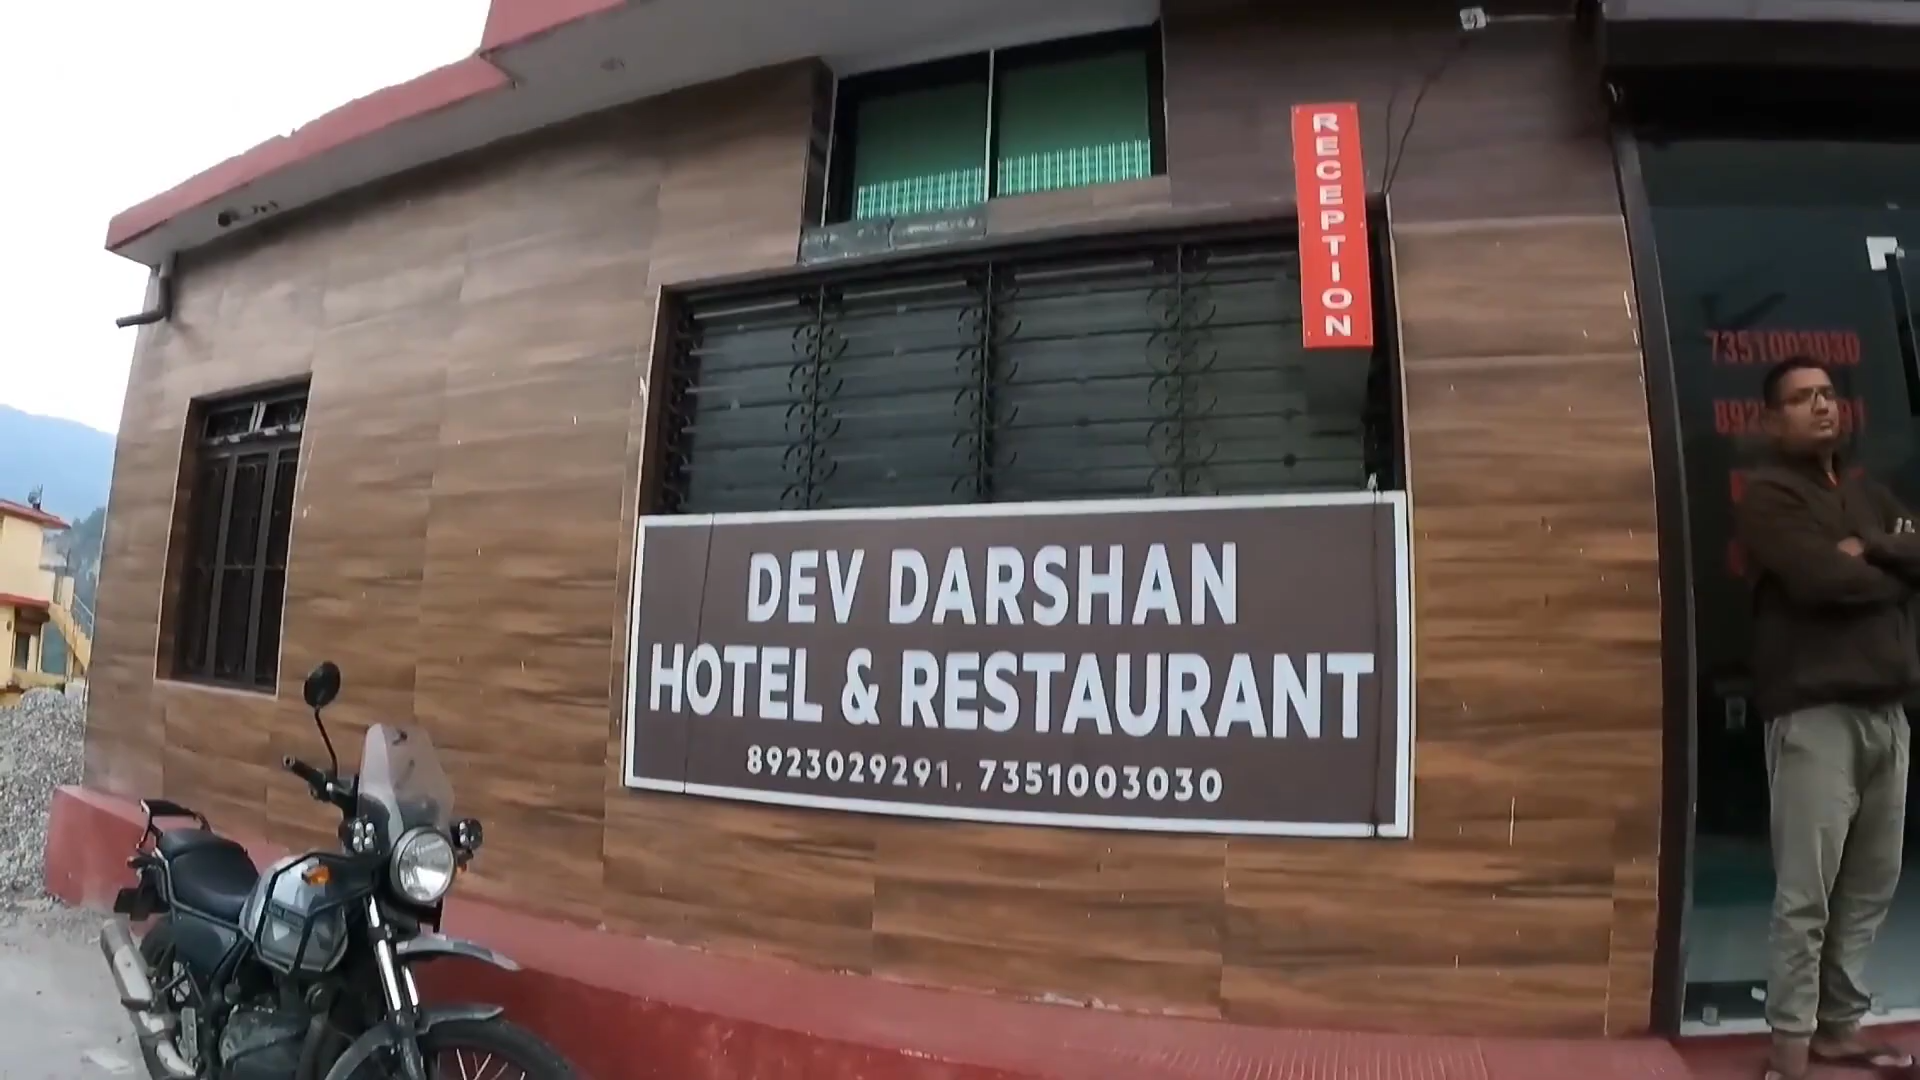 RECEPTION
DEV DARSHAN
HOTEL & RESTAURANT
8923029291, 7351003030
7351003030